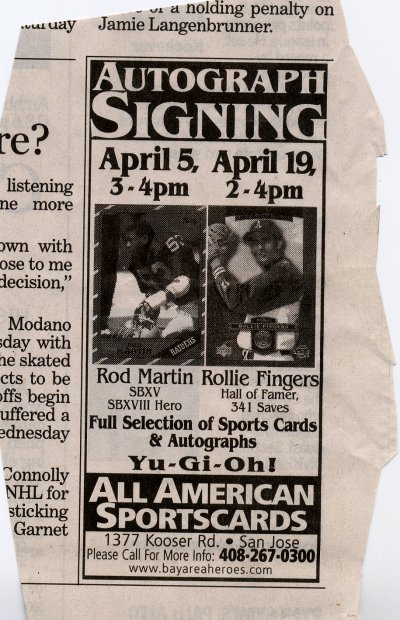 of a holding penalty on
Jamie Langenbrunner.
re?
listening
ne more
own with
ose to me
decision,”
Modano
sday with
he skated
cts to be
offs begin
uffered a
ednesday
Connolly
NHL for
sticking
Garnet
AUTOGRAPH
SIGNING
April 5, April 19,
3-4pm 2-4pm
RAIDERS
ROLLIE FINGERS
Rod Martin Rollie Fingers
SBXV Hall of Famer,
SBXVIII Hero 341 Saves
Full Selection of Sports Cards
& Autographs
Yu-Gi-Oh!
ALL AMERICAN
SPORTSCARDS
1377 Kooser Rd. • San Jose
Please Call For More Info: 408-267-0300
www.bayareaheroes.com